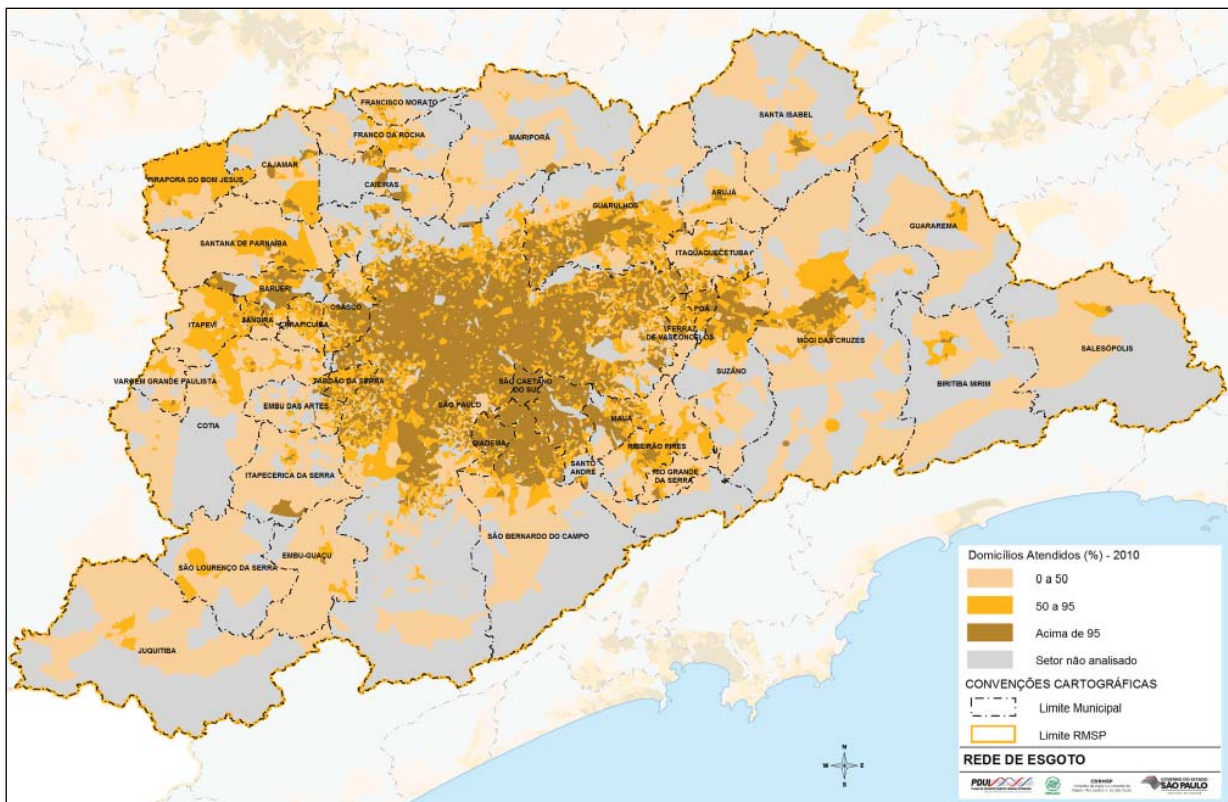 FRANCISCO MORATO
FRANCO DA ROCHA
MAIRIPORÃ
SANTA ISABEL
CAJAMAR
PIRAPORA DO BOM JESUS
CAIEIRAS
ARUJÁ
GUARULHOS
GUARAREMA
SANTANA DE PARNAÍBA
ITAQUAQUECETUBA
BARUERI
OSASCO
POÁ
ITAPEVI
JANDIRA
CARAPICUIBA
FERRAZ
DE VASCONCELOS
MOGI DAS CRUZES
SALESÓPOLIS
SUZANO
VARGEM GRANDE PAULISTA
TABOÃO DA SERRA
SÃO CAETANO
DO SUL
BIRITIBA MIRIM
EMBU DAS ARTES
SÃO PAULO
MAUÁ
COTIA
DIADEMA
RIBEIRÃO PIRES
ITAPECERICA DA SERRA
SANTO
ANDRÉ
RIO GRANDE
DA SERRA
SÃO BERNARDO DO CAMPO
EMBU-GUAÇU
SÃO LOURENÇO DA SERRA
JUQUITIBA
Domicílios Atendidos (%) - 2010
0 a 50
50 a 95
Acima de 95
Setor não analisado
CONVENÇÕES CARTOGRÁFICAS
Limite Municipal
Limite RMSP
REDE DE ESGOTO
N
W E
S
PDUI
GOVERNO DO ESTADO
SÃO PAULO